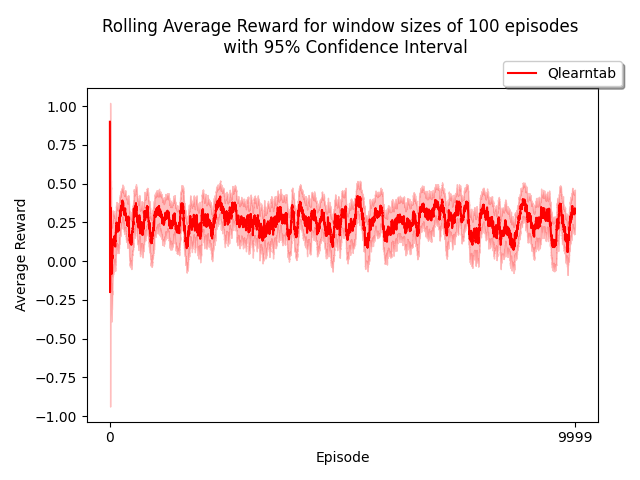 Rolling Average Reward for window sizes of 100 episodes
with 95% Confidence Interval
Qlearntab
1.00
0.75
0.50
0.25
0.00
−0.25
−0.50
−0.75
−1.00
Average Reward
0
9999
Episode